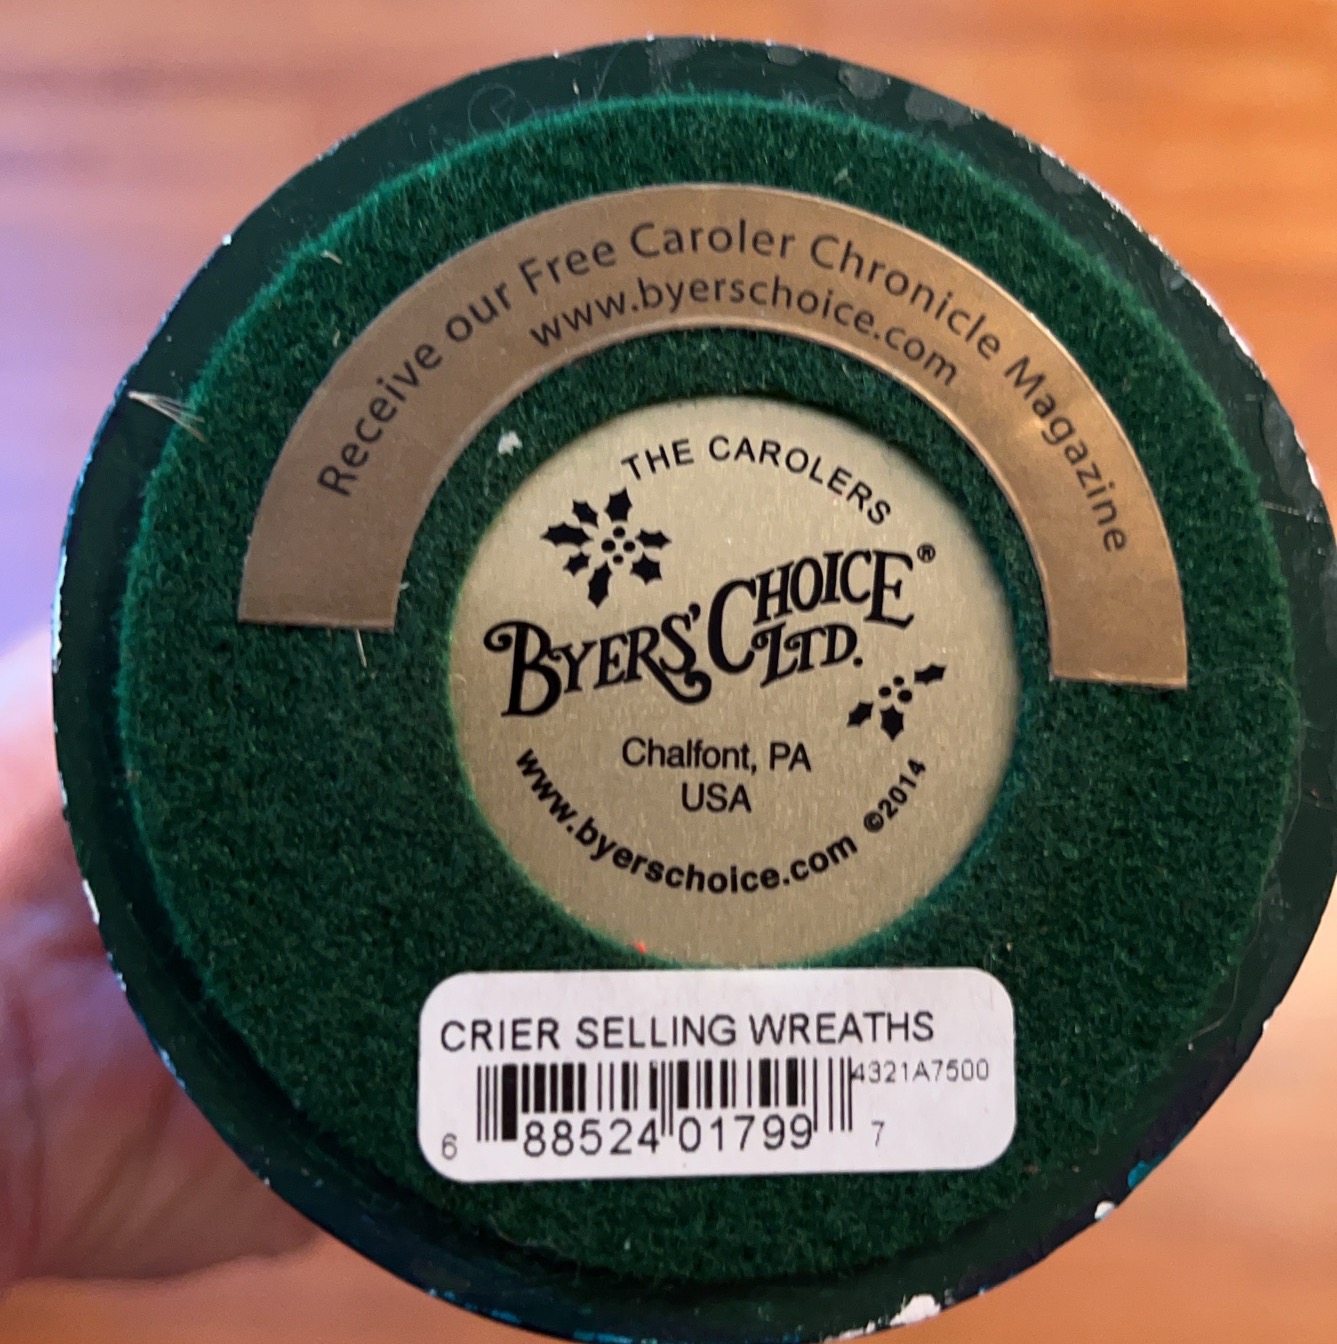 Receive our Free Caroler Chronicle Magazine
www.byerschoice.com
THE CAROLERS
BYERS' CHOICE®
LTD.
Chalfont, PA
USA
www.byerschoice.com ©2014
CRIER SELLING WREATHS
4321A7500
6 88524 01799 7